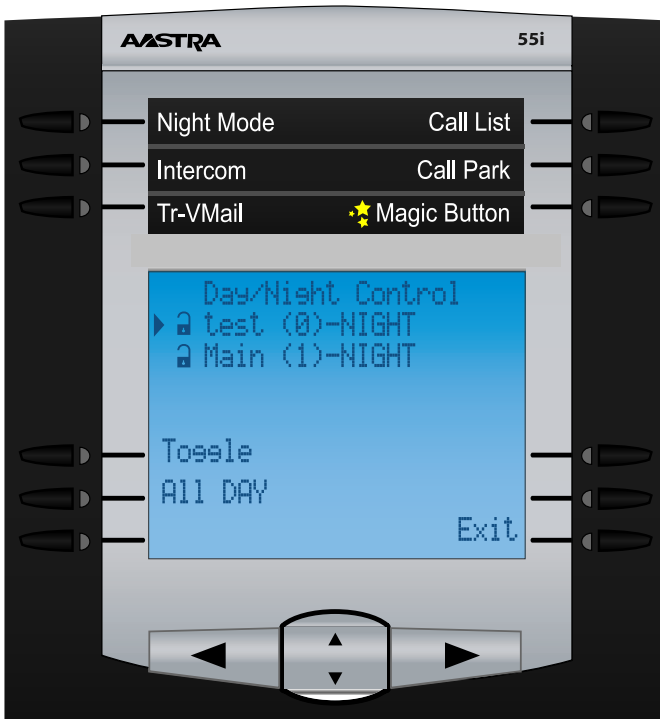 AASTRA 55i
Night Mode Call List
Intercom Call Park
Tr-VMail Magic Button
Day/Night Control
test (0)-NIGHT
Main (1)-NIGHT
Toggle
All DAY
Exit